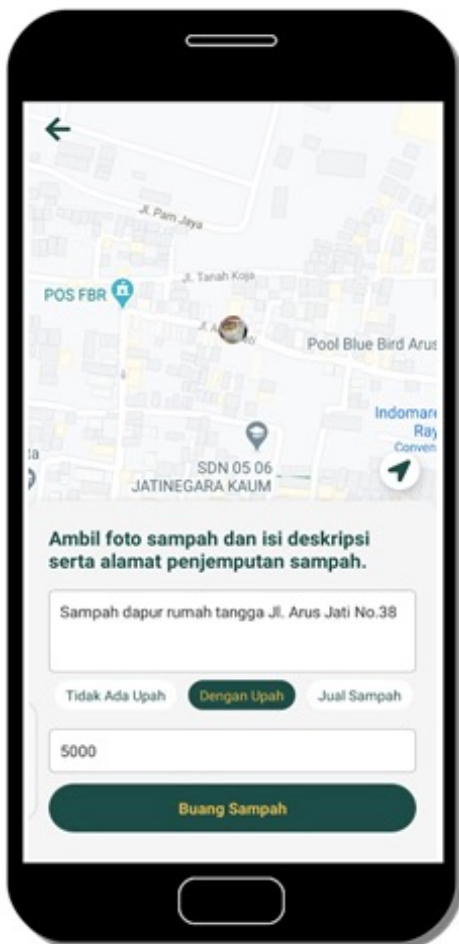 Jl. Pam Jaya
Jl. Tanah Koja
POS FBR
Pool Blue Bird Arus
Indomare
Ray
Conven
SDN 05 06
JATINEGARA KAUM
Ambil foto sampah dan isi deskripsi
serta alamat penjemputan sampah.
Sampah dapur rumah tangga Jl. Arus Jati No.38
Tidak Ada Upah Dengan Upah Jual Sampah
5000
Buang Sampah